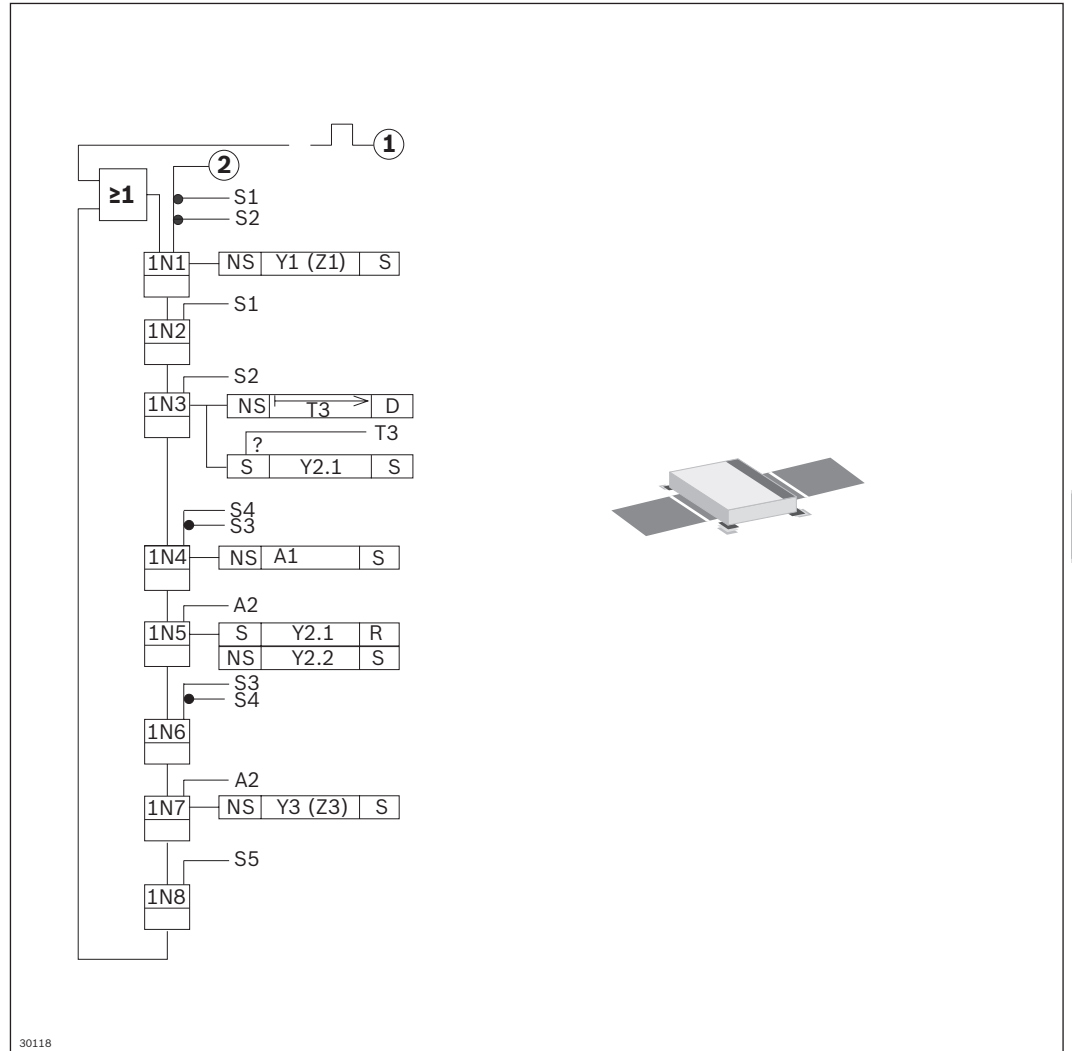 1
2
≥1
S1
S2
1N1 NS Y1 (Z1) S
S1
1N2
S2
1N3 NS T3 D
T3
?
S Y2.1 S
S4
S3
1N4 NS A1 S
A2
1N5 S Y2.1 R
NS Y2.2 S
S3
S4
1N6
A2
1N7 NS Y3 (Z3) S
S5
1N8
30118